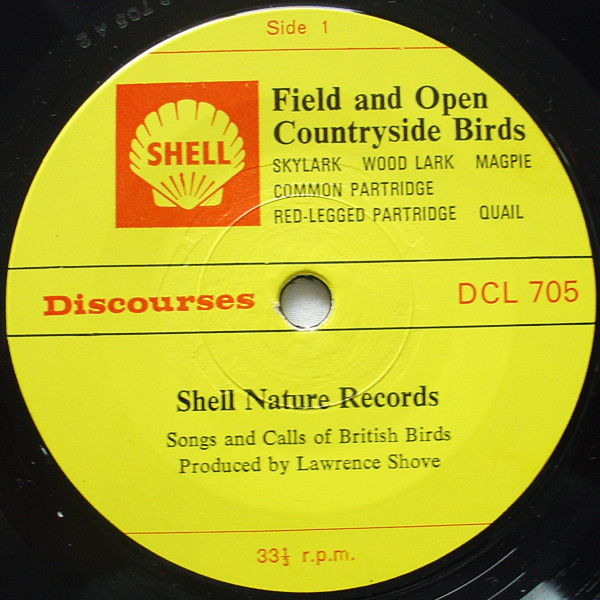 Side 1
SHELL
Field and Open
Countryside Birds
SKYLARK WOOD LARK MAGPIE
COMMON PARTRIDGE
RED-LEGGED PARTRIDGE QUAIL
Discourses
DCL 705
Shell Nature Records
Songs and Calls of British Birds
Produced by Lawrence Shove
33⅓ r.p.m.